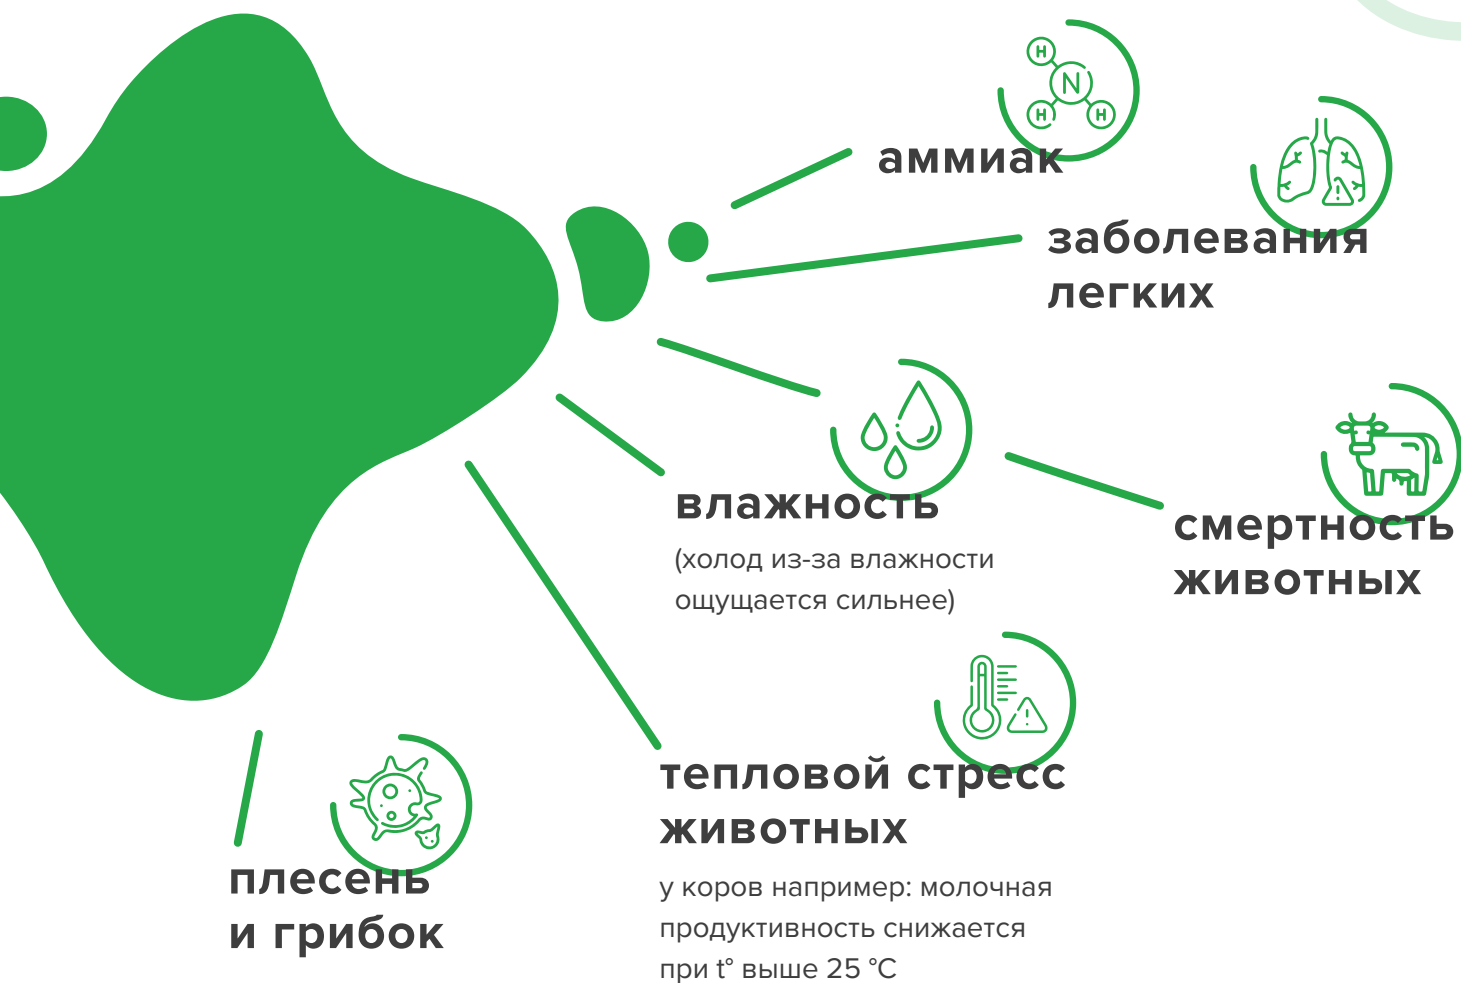 H
N
H
H
аммиак
заболевания
легких
влажность
(холод из-за влажности
ощущается сильнее)
смертность
животных
тепловой стресс
животных
у коров например: молочная
продуктивность снижается
при t° выше 25 °C
плесень
и грибок